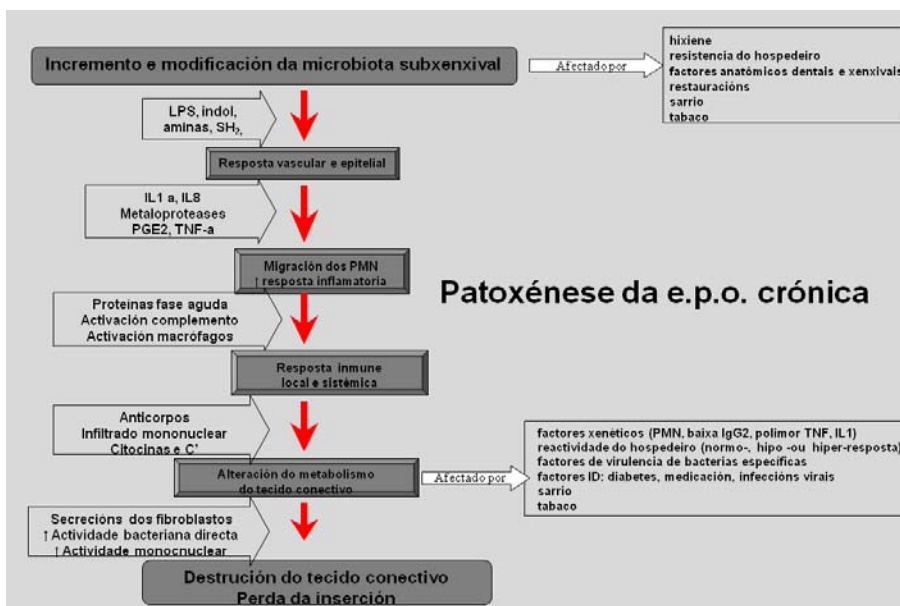 Incremento e modificación da microbiota subxenxival
Afectado por
hixiene
resistencia do hospedeiro
factores anatómicos dentais e xenxivais
restauracións
sarrio
tabaco
LPS, indol,
aminas, SH2,
Resposta vascular e epitelial
IL1 a, IL8
Metaloproteases
PGE2, TNF-a
Migración dos PMN
↑ resposta inflamatoria
Patoxénese da e.p.o. crónica
Proteínas fase aguda
Activación complemento
Activación macrófagos
Resposta inmune
local e sistémica
Anticorpos
Infiltrado mononuclear
Citocinas e C'
Alteración do metabolismo
do tecido conectivo
Afectado por
factores xenéticos (PMN, baixa IgG2, polimor TNF, IL1)
reactividade do hospedeiro (normo-, hipo -ou hiper-resposta)
factores de virulencia de bacterias específicas
factores ID: diabetes, medicación, infeccións virais
sarrio
tabaco
Secrecións dos fibroblastos
↑ Actividade bacteriana directa
↑ Actividade monocnuclear
Destrución do tecido conectivo
Perda da inserción